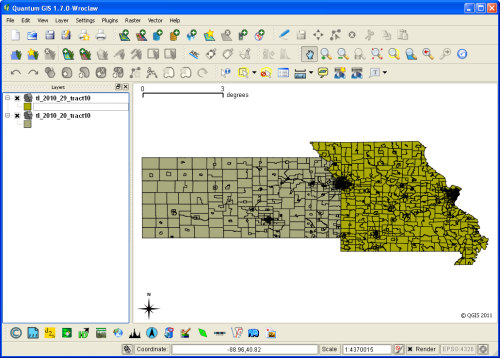 Quantum GIS 1.7.0-Wroclaw
File Edit View Layer Settings Plugins Raster Vector Help
Layers
tl_2010_29_tract10
tl_2010_20_tract10
0 3
degrees
N
© QGIS 2011
Coordinate: -88.96,40.82 Scale 1:4370015 Render EPSG:4326